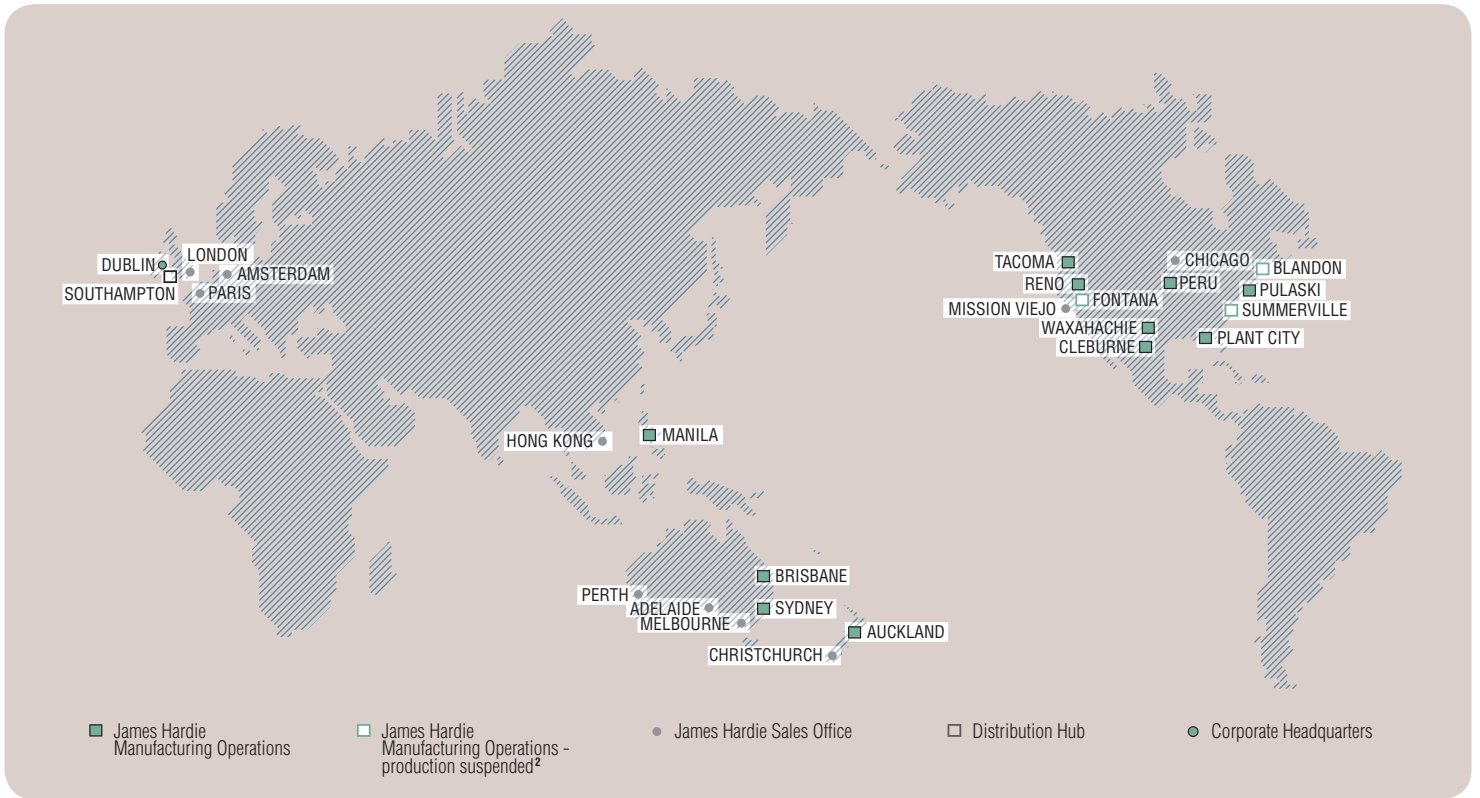 DUBLIN
LONDON
AMSTERDAM
SOUTHAMPTON
PARIS
TACOMA
CHICAGO
BLANDON
RENO
PERU
PULASKI
FONTANA
MISSION VIEJO
SUMMERVILLE
WAXAHACHIE
PLANT CITY
CLEBURNE
HONG KONG
MANILA
BRISBANE
PERTH
ADELAIDE
SYDNEY
MELBOURNE
AUCKLAND
CHRISTCHURCH
James Hardie
Manufacturing Operations
James Hardie
Manufacturing Operations -
production suspended²
James Hardie Sales Office
Distribution Hub
Corporate Headquarters